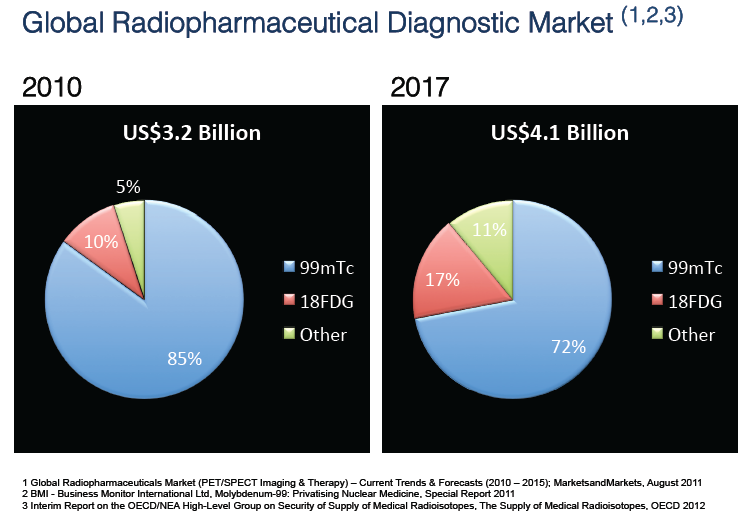 Global Radiopharmaceutical Diagnostic Market (1,2,3)
2010
2017
US$3.2 Billion
5%
10%
85%
99mTc
18FDG
Other
US$4.1 Billion
11%
17%
72%
99mTc
18FDG
Other
1 Global Radiopharmaceuticals Market (PET/SPECT Imaging & Therapy) – Current Trends & Forecasts (2010 – 2015); MarketsandMarkets, August 2011
2 BMI - Business Monitor International Ltd, Molybdenum-99: Privatising Nuclear Medicine, Special Report 2011
3 Interim Report on the OECD/NEA High-Level Group on Security of Supply of Medical Radioisotopes, The Supply of Medical Radioisotopes, OECD 2012